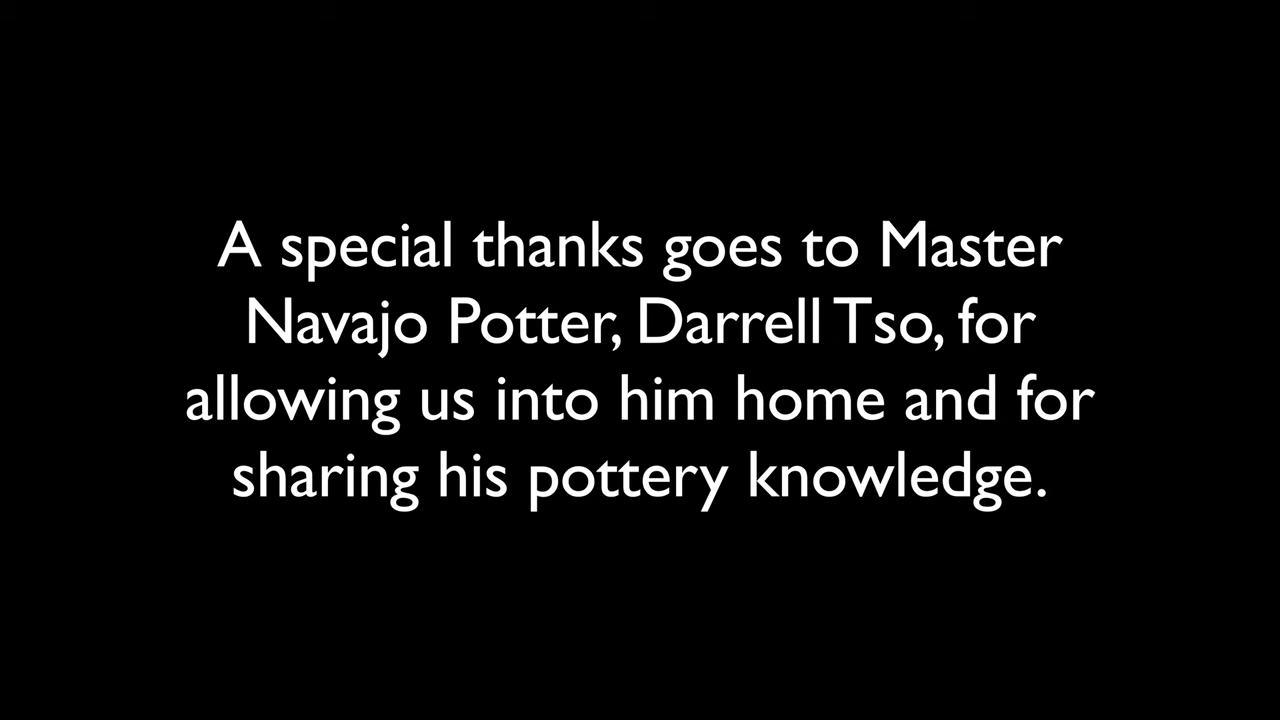 A special thanks goes to Master
Navajo Potter, Darrell Tso, for
allowing us into him home and for
sharing his pottery knowledge.